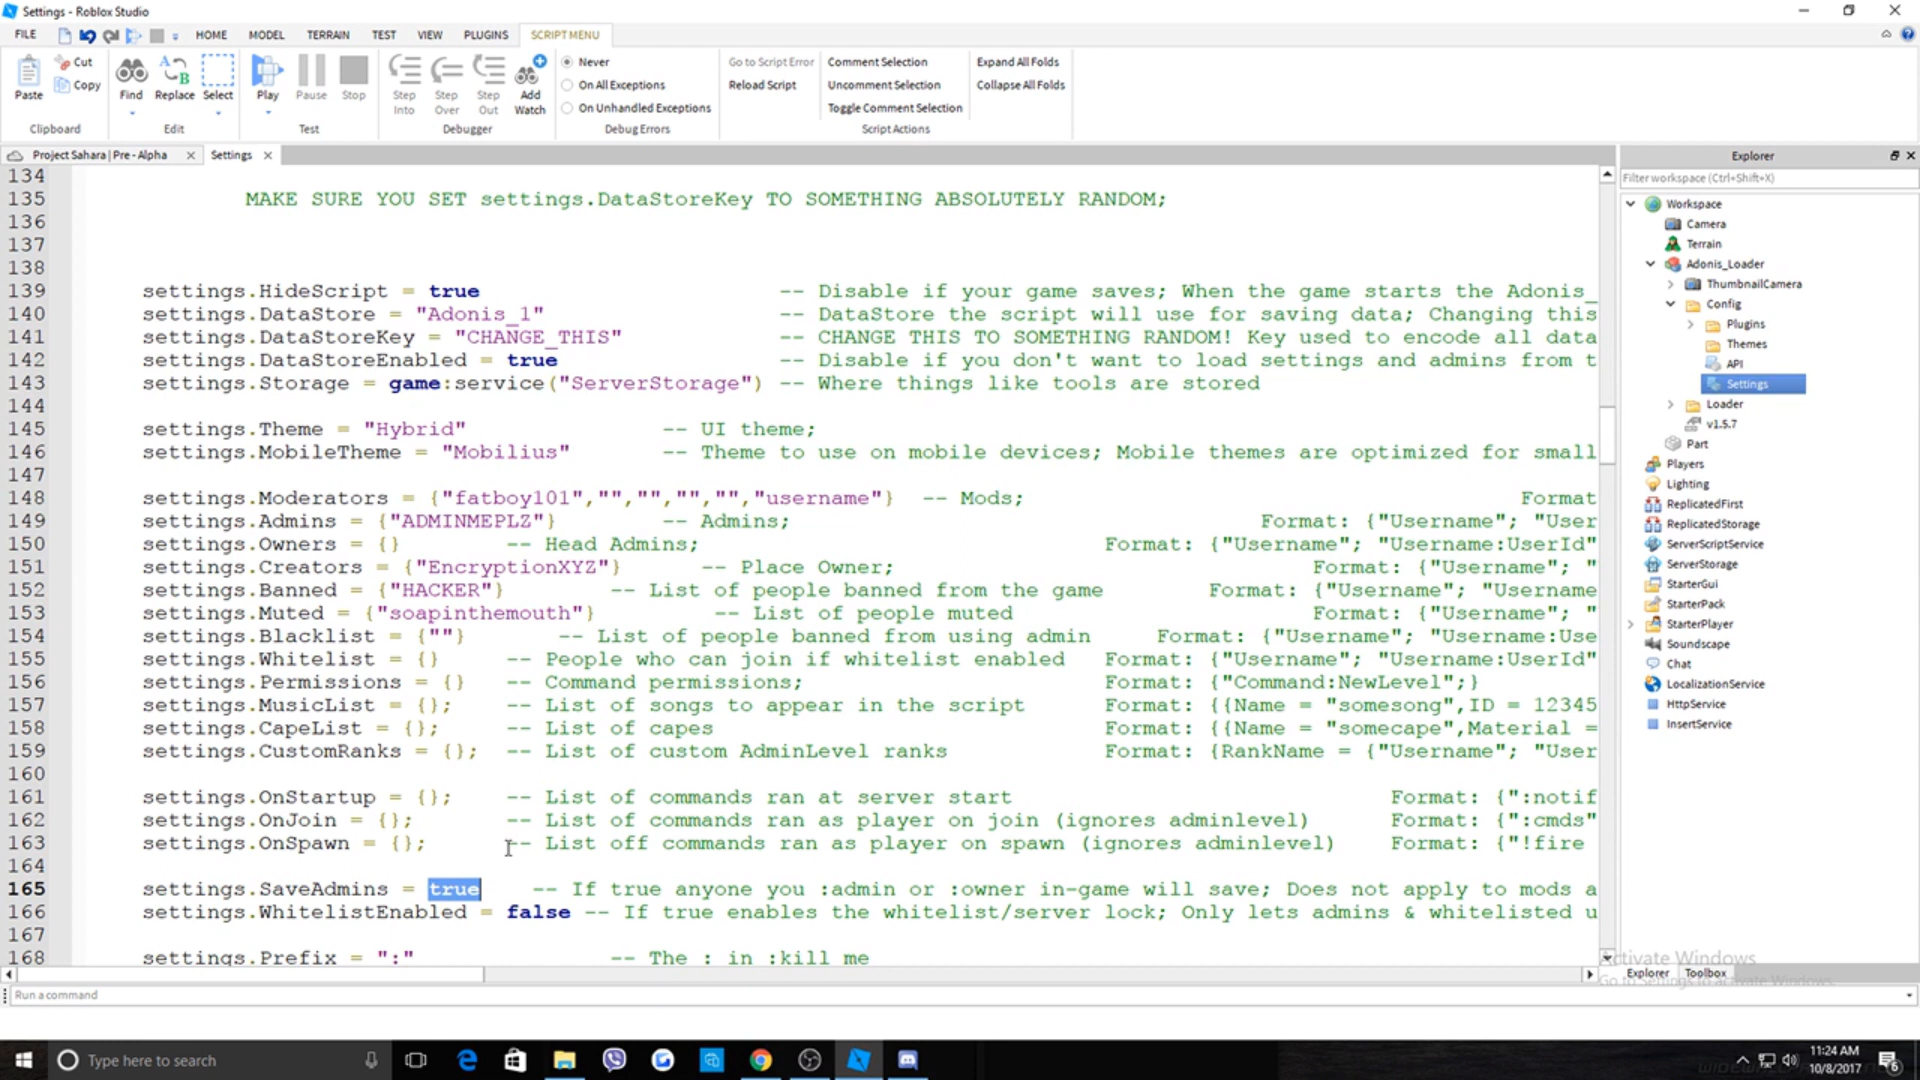 Settings - Roblox Studio
FILE HOME MODEL TERRAIN TEST VIEW PLUGINS SCRIPT MENU
Paste Cut Copy Find Replace Select Play Pause Stop Step Into Step Over Step Out Add Watch
Never
On All Exceptions
On Unhandled Exceptions
Go to Script Error
Reload Script
Comment Selection
Uncomment Selection
Toggle Comment Selection
Expand All Folds
Collapse All Folds
Clipboard Edit Test Debugger Debug Errors Script Actions
Project Sahara | Pre - Alpha Settings
134
135 MAKE SURE YOU SET settings.DataStoreKey TO SOMETHING ABSOLUTELY RANDOM;
136
137
138
139 settings.HideScript = true -- Disable if your game saves; When the game starts the Adonis_
140 settings.DataStore = "Adonis_1" -- DataStore the script will use for saving data; Changing this
141 settings.DataStoreKey = "CHANGE_THIS" -- CHANGE THIS TO SOMETHING RANDOM! Key used to encode all data
142 settings.DataStoreEnabled = true -- Disable if you don't want to load settings and admins from t
143 settings.Storage = game:service("ServerStorage") -- Where things like tools are stored
144
145 settings.Theme = "Hybrid" -- UI theme;
146 settings.MobileTheme = "Mobilius" -- Theme to use on mobile devices; Mobile themes are optimized for small
147
148 settings.Moderators = {"fatboy101","","","","","username"} -- Mods; Format
149 settings.Admins = {"ADMINMEPLZ"} -- Admins; Format: {"Username"; "User
150 settings.Owners = {} -- Head Admins; Format: {"Username"; "Username:UserId"
151 settings.Creators = {"EncryptionXYZ"} -- Place Owner; Format: {"Username"; "
152 settings.Banned = {"HACKER"} -- List of people banned from the game Format: {"Username"; "Username
153 settings.Muted = {"soapinthemouth"} -- List of people muted Format: {"Username"; "
154 settings.Blacklist = {""} -- List of people banned from using admin Format: {"Username"; "Username:Use
155 settings.Whitelist = {} -- People who can join if whitelist enabled Format: {"Username"; "Username:UserId"
156 settings.Permissions = {} -- Command permissions; Format: {"Command:NewLevel";}
157 settings.MusicList = {}; -- List of songs to appear in the script Format: {{Name = "somesong",ID = 12345
158 settings.CapeList = {}; -- List of capes Format: {{Name = "somecape",Material =
159 settings.CustomRanks = {}; -- List of custom AdminLevel ranks Format: {RankName = {"Username"; "User
160
161 settings.OnStartup = {}; -- List of commands ran at server start Format: {":notif
162 settings.OnJoin = {}; -- List of commands ran as player on join (ignores adminlevel) Format: {":cmds"
163 settings.OnSpawn = {}; -- List off commands ran as player on spawn (ignores adminlevel) Format: {"!fire
164
165 settings.SaveAdmins = true -- If true anyone you :admin or :owner in-game will save; Does not apply to mods a
166 settings.WhitelistEnabled = false -- If true enables the whitelist/server lock; Only lets admins & whitelisted u
167
168 settings.Prefix = ":" -- The : in :kill me
Explorer
Filter workspace (Ctrl+Shift+X)
Workspace
Camera
Terrain
Adonis_Loader
ThumbnailCamera
Config
Plugins
Themes
API
Settings
Loader
v1.5.7
Part
Players
Lighting
ReplicatedFirst
ReplicatedStorage
ServerScriptService
ServerStorage
StarterGui
StarterPack
StarterPlayer
Soundscape
Chat
LocalizationService
HttpService
InsertService
Activate Windows
Go to Settings to activate Windows.
Explorer Toolbox
Run a command
Type here to search
11:24 AM
10/8/2017
6